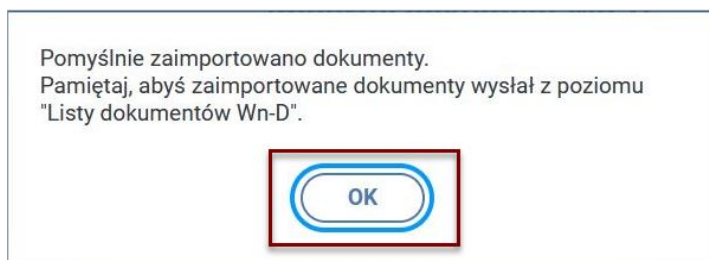 Pomyślnie zaimportowano dokumenty.
Pamiętaj, abyś zaimportowane dokumenty wysłał z poziomu
"Listy dokumentów Wn-D".
OK